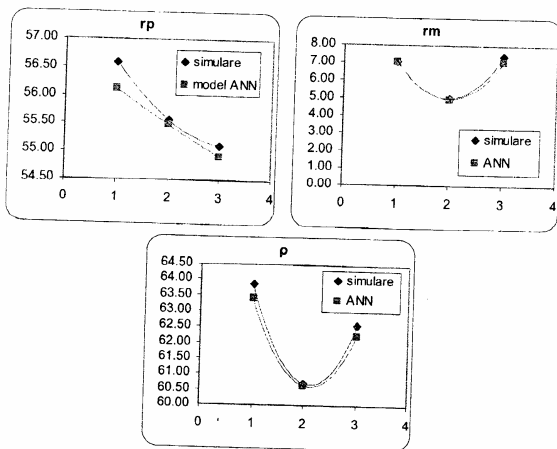 rp
57.00
56.50
56.00
55.50
55.00
54.50
0 1 2 3 4
simulare
model ANN
rm
8.00
7.00
6.00
5.00
4.00
3.00
2.00
1.00
0.00
0 1 2 3 4
simulare
ANN
ρ
64.50
64.00
63.50
63.00
62.50
62.00
61.50
61.00
60.50
60.00
0 1 2 3 4
simulare
ANN